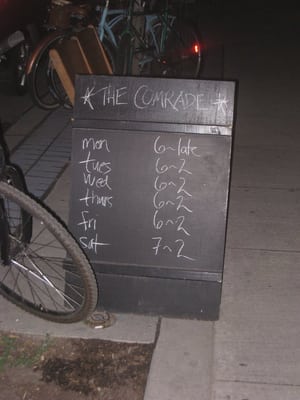 ★ THE COMRADE ★
mon 6~late
tues 6~2
wed 6~2
thurs 6~2
fri 6~2
sat 7~2